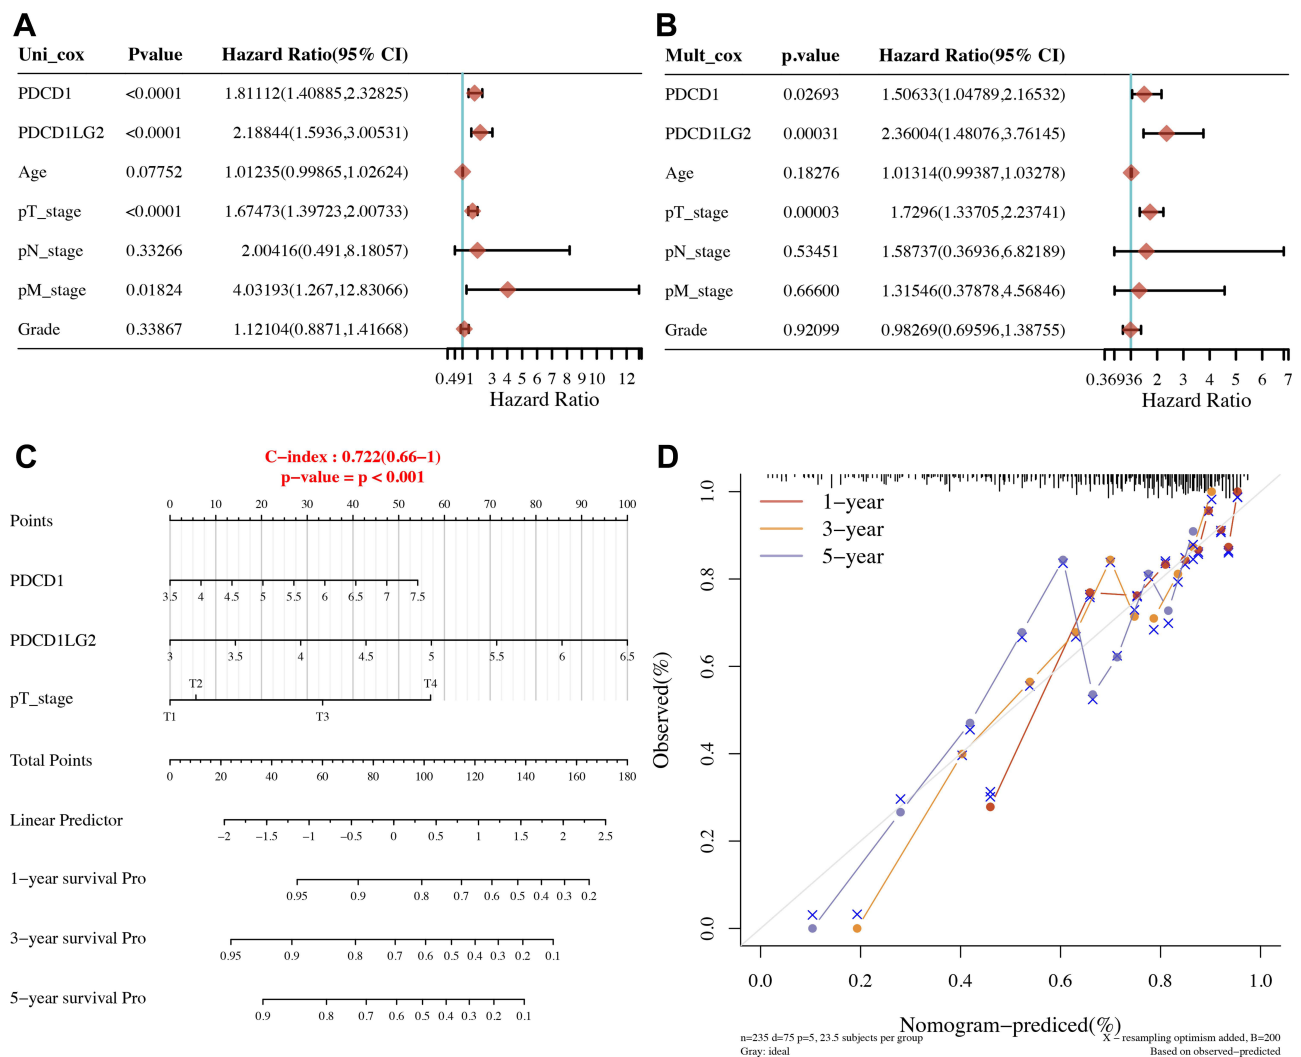 A
Uni_cox Pvalue Hazard Ratio(95% CI)
PDCD1 <0.0001 1.81112(1.40885,2.32825)
PDCD1LG2 <0.0001 2.18844(1.5936,3.00531)
Age 0.07752 1.01235(0.99865,1.02624)
pT_stage <0.0001 1.67473(1.39723,2.00733)
pN_stage 0.33266 2.00416(0.491,8.18057)
pM_stage 0.01824 4.03193(1.267,12.83066)
Grade 0.33867 1.12104(0.8871,1.41668)
0.491 3 4 5 6 7 8 9 10 12
Hazard Ratio
B
Mult_cox p.value Hazard Ratio(95% CI)
PDCD1 0.02693 1.50633(1.04789,2.16532)
PDCD1LG2 0.00031 2.36004(1.48076,3.76145)
Age 0.18276 1.01314(0.99387,1.03278)
pT_stage 0.00003 1.7296(1.33705,2.23741)
pN_stage 0.53451 1.58737(0.36936,6.82189)
pM_stage 0.66600 1.31546(0.37878,4.56846)
Grade 0.92099 0.98269(0.69596,1.38755)
0.36936 2 3 4 5 6 7
Hazard Ratio
C
C−index : 0.722(0.66−1)
p−value = p < 0.001
0 10 20 30 40 50 60 70 80 90 100
Points
PDCD1
3.5 4 4.5 5 5.5 6 6.5 7 7.5
PDCD1LG2
3 3.5 4 4.5 5 5.5 6 6.5
T2 T4
pT_stage
T1 T3
Total Points
0 20 40 60 80 100 120 140 160 180
Linear Predictor
−2 −1.5 −1 −0.5 0 0.5 1 1.5 2 2.5
1−year survival Pro
0.95 0.9 0.8 0.7 0.6 0.5 0.4 0.3 0.2
3−year survival Pro
0.95 0.9 0.8 0.7 0.6 0.5 0.4 0.3 0.2 0.1
5−year survival Pro
0.9 0.8 0.7 0.6 0.5 0.4 0.3 0.2 0.1
D
1−year
3−year
5−year
Observed(%)
1.0
0.8
0.6
0.4
0.2
0.0
0.0 0.2 0.4 0.6 0.8 1.0
Nomogram−prediced(%)
n=235 d=75 p=5, 23.5 subjects per group
Gray: ideal
X − resampling optimism added, B=200
Based on observed−predicted